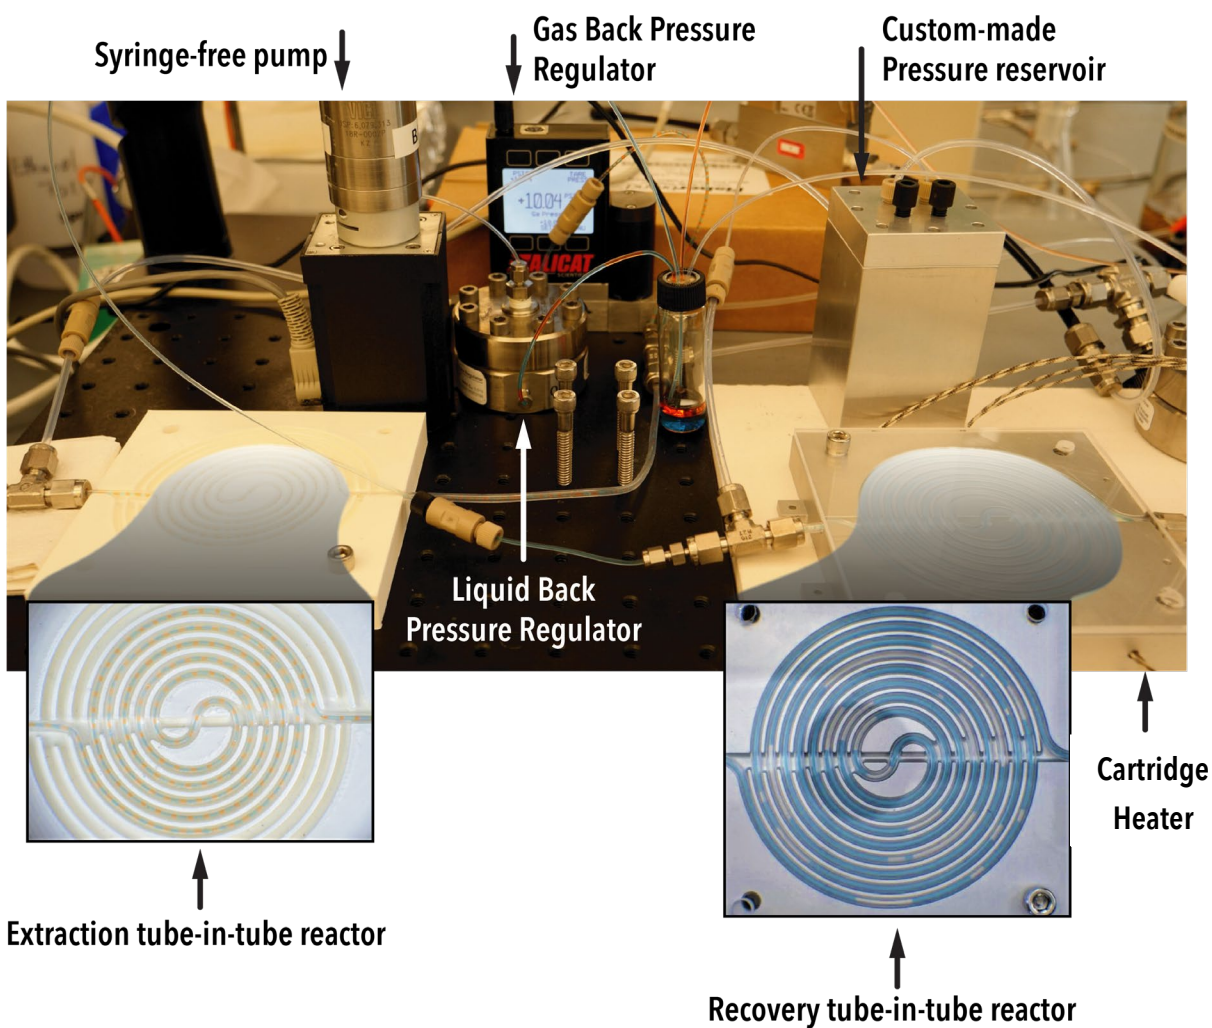 Syringe-free pump
Gas Back Pressure
Regulator
Custom-made
Pressure reservoir
B
+10.04
ALICAT
Liquid Back
Pressure Regulator
Cartridge
Heater
Extraction tube-in-tube reactor
Recovery tube-in-tube reactor